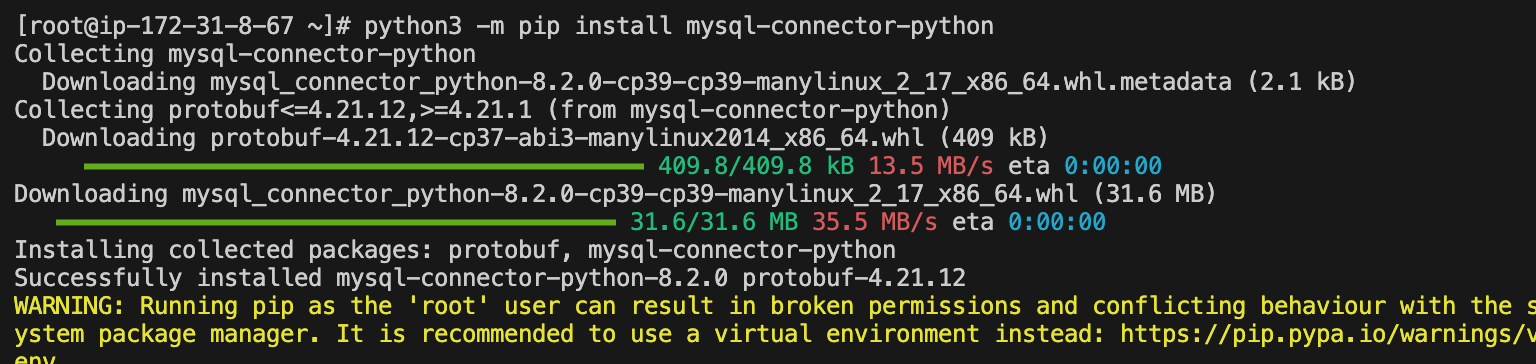 [root@ip-172-31-8-67 ~]# python3 -m pip install mysql-connector-python
Collecting mysql-connector-python
  Downloading mysql_connector_python-8.2.0-cp39-cp39-manylinux_2_17_x86_64.whl.metadata (2.1 kB)
Collecting protobuf<=4.21.12,>=4.21.1 (from mysql-connector-python)
  Downloading protobuf-4.21.12-cp37-abi3-manylinux2014_x86_64.whl (409 kB)
409.8/409.8 kB 13.5 MB/s eta 0:00:00
Downloading mysql_connector_python-8.2.0-cp39-cp39-manylinux_2_17_x86_64.whl (31.6 MB)
31.6/31.6 MB 35.5 MB/s eta 0:00:00
Installing collected packages: protobuf, mysql-connector-python
Successfully installed mysql-connector-python-8.2.0 protobuf-4.21.12
WARNING: Running pip as the 'root' user can result in broken permissions and conflicting behaviour with the s
ystem package manager. It is recommended to use a virtual environment instead: https://pip.pypa.io/warnings/v
env